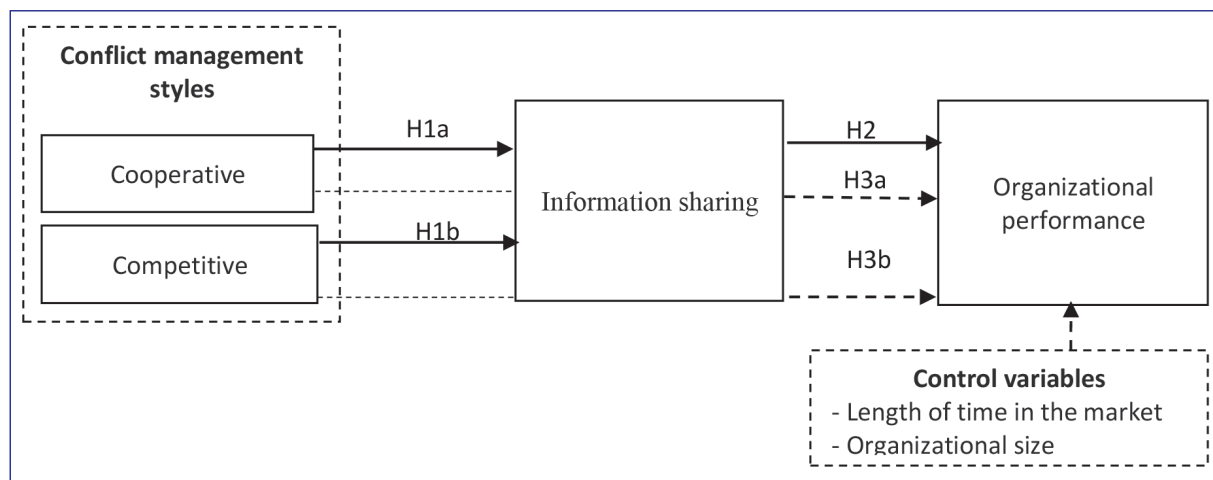 Conflict management
styles
Cooperative
Competitive
H1a
H1b
Information sharing
H2
H3a
H3b
Organizational
performance
Control variables
- Length of time in the market
- Organizational size